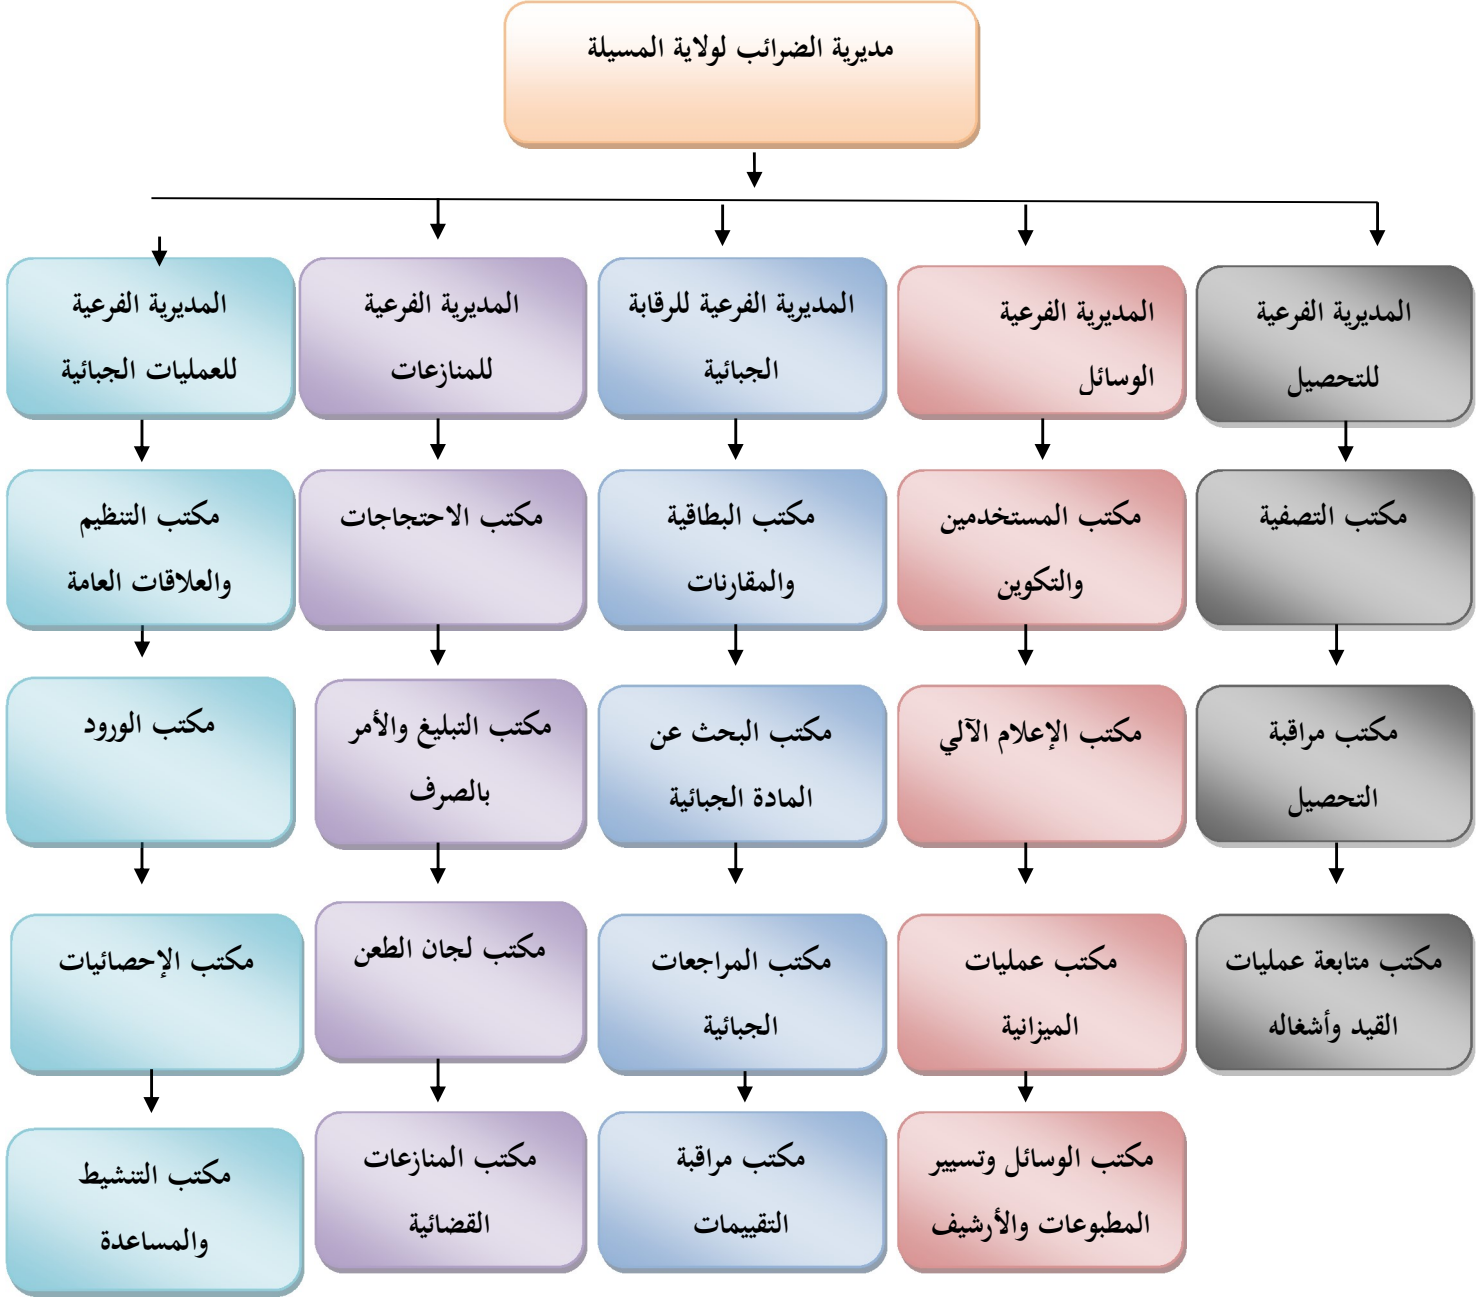 مديرية الضرائب لولاية المسيلة
المديرية الفرعية
للتحصيل
المديرية الفرعية
الوسائل
المديرية الفرعية للرقابة
الجبائية
المديرية الفرعية
للمنازعات
المديرية الفرعية
للعمليات الجبائية
مكتب التصفية
مكتب المستخدمين
والتكوين
مكتب البطاقية
والمقارنات
مكتب الاحتجاجات
مكتب التنظيم
والعلاقات العامة
مكتب مراقبة
التحصيل
مكتب الإعلام الآلي
مكتب البحث عن
المادة الجبائية
مكتب التبليغ والأمر
بالصرف
مكتب الورود
مكتب متابعة عمليات
القيد وأشغاله
مكتب عمليات
الميزانية
مكتب المراجعات
الجبائية
مكتب لجان الطعن
مكتب الإحصائيات
مكتب الوسائل وتسيير
المطبوعات والأرشيف
مكتب مراقبة
التقييمات
مكتب المنازعات
القضائية
مكتب التنشيط
والمساعدة